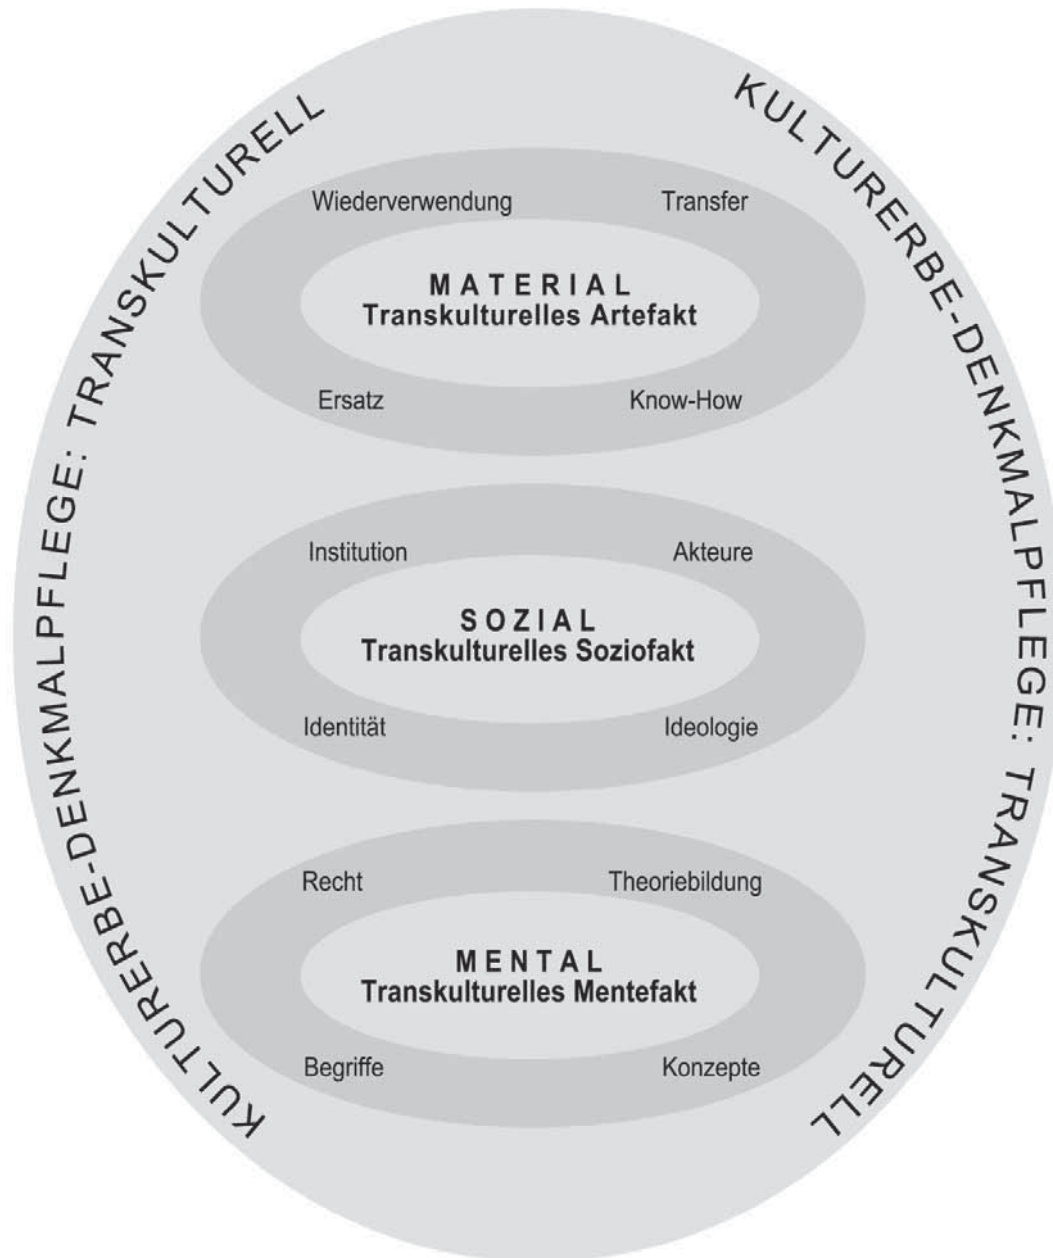 KULTURERBE-DENKMALPFLEGE: TRANSKULTURELL
KULTURERBE-DENKMALPFLEGE: TRANSKULTURELL
Wiederverwendung Transfer
MATERIAL
Transkulturelles Artefakt
Ersatz Know-How
Institution Akteure
SOZIAL
Transkulturelles Soziofakt
Identität Ideologie
Recht Theoriebildung
MENTAL
Transkulturelles Mentefakt
Begriffe Konzepte